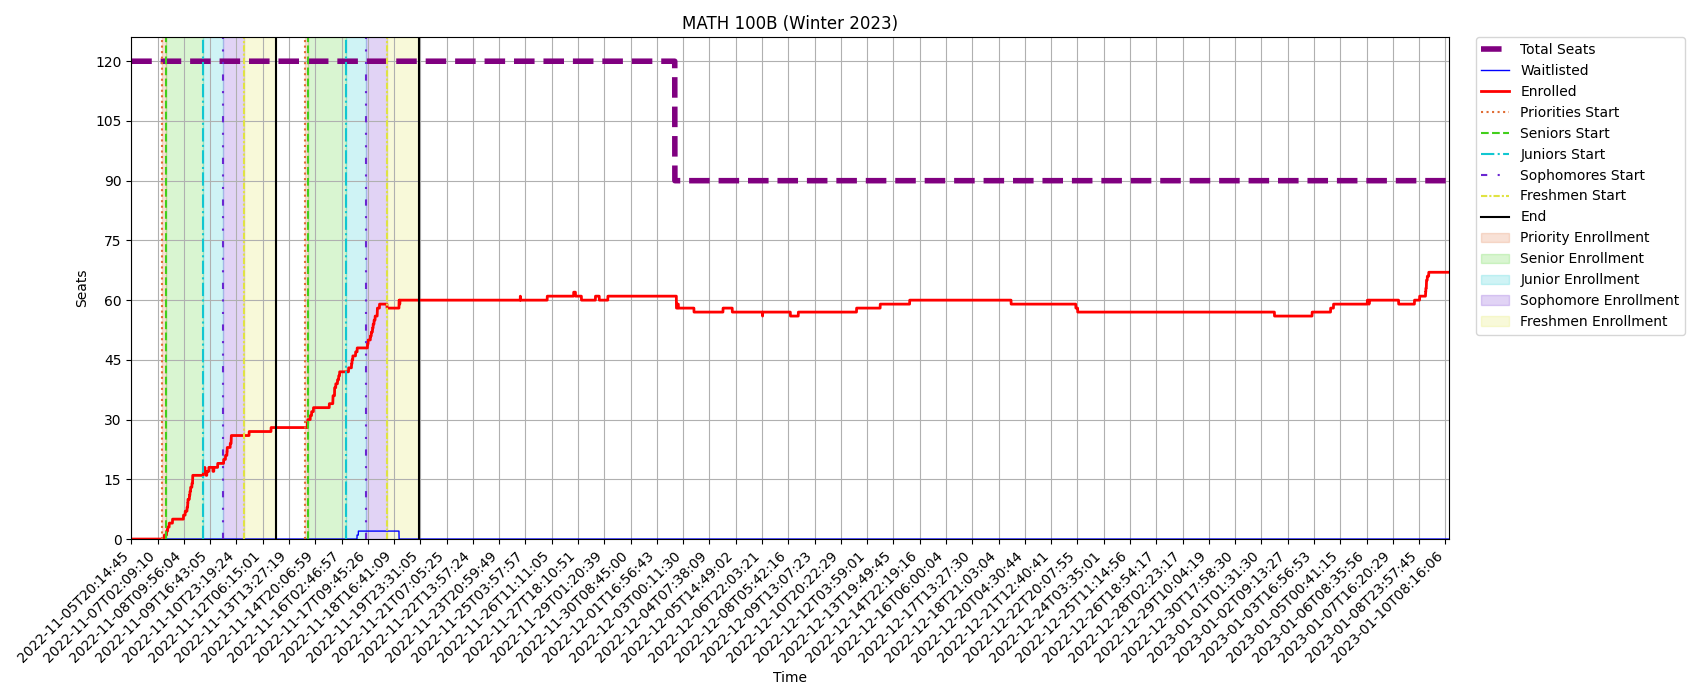 MATH 100B (Winter 2023)
Seats
120
105
90
75
60
45
30
15
0
2022-11-05T20:14:45
2022-11-07T02:09:10
2022-11-08T09:56:04
2022-11-09T16:43:05
2022-11-10T23:19:24
2022-11-12T06:15:01
2022-11-13T13:27:19
2022-11-14T20:06:59
2022-11-16T02:46:57
2022-11-17T09:45:26
2022-11-18T16:41:09
2022-11-19T23:31:05
2022-11-21T07:05:25
2022-11-22T13:57:24
2022-11-23T20:59:49
2022-11-25T03:57:57
2022-11-26T11:11:05
2022-11-27T18:10:51
2022-11-29T01:20:39
2022-11-30T08:45:00
2022-12-01T16:56:43
2022-12-03T00:11:30
2022-12-04T07:38:09
2022-12-05T14:49:02
2022-12-06T22:03:21
2022-12-08T05:42:16
2022-12-09T13:07:23
2022-12-10T20:22:29
2022-12-12T03:59:01
2022-12-13T10:49:45
2022-12-14T22:19:16
2022-12-16T06:00:04
2022-12-17T13:27:30
2022-12-18T21:03:04
2022-12-20T04:30:44
2022-12-21T12:40:41
2022-12-22T20:07:55
2022-12-24T03:35:01
2022-12-25T11:14:56
2022-12-26T18:54:17
2022-12-28T02:23:17
2022-12-29T10:04:19
2022-12-30T17:58:30
2023-01-01T01:31:30
2023-01-02T09:13:27
2023-01-03T16:56:53
2023-01-05T00:41:15
2023-01-06T08:35:56
2023-01-07T16:20:29
2023-01-08T23:57:45
2023-01-10T08:16:06
Time
Total Seats
Waitlisted
Enrolled
Priorities Start
Seniors Start
Juniors Start
Sophomores Start
Freshmen Start
End
Priority Enrollment
Senior Enrollment
Junior Enrollment
Sophomore Enrollment
Freshmen Enrollment